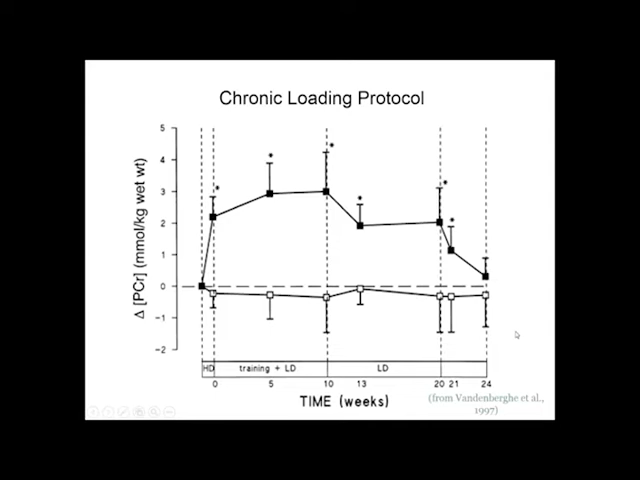 Chronic Loading Protocol
Δ [PCr] (mmol/kg wet wt)
5
4
3
2
1
0
−1
−2
* * * * * *
HD training + LD LD
0 5 10 13 20 21 24
TIME (weeks)
(from Vandenberghe et al.,
1997)